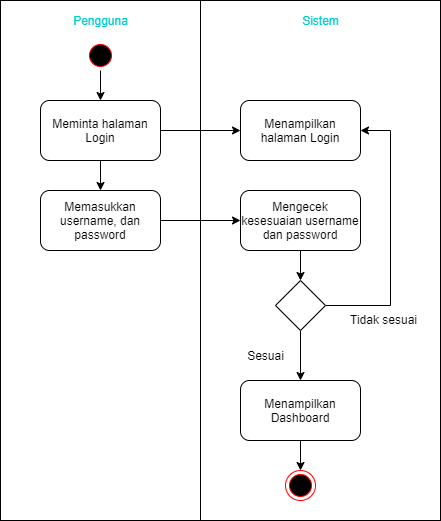 Pengguna
Sistem
Meminta halaman
Login
Menampilkan
halaman Login
Memasukkan
username, dan
password
Mengecek
kesesuaian username
dan password
Tidak sesuai
Sesuai
Menampilkan
Dashboard